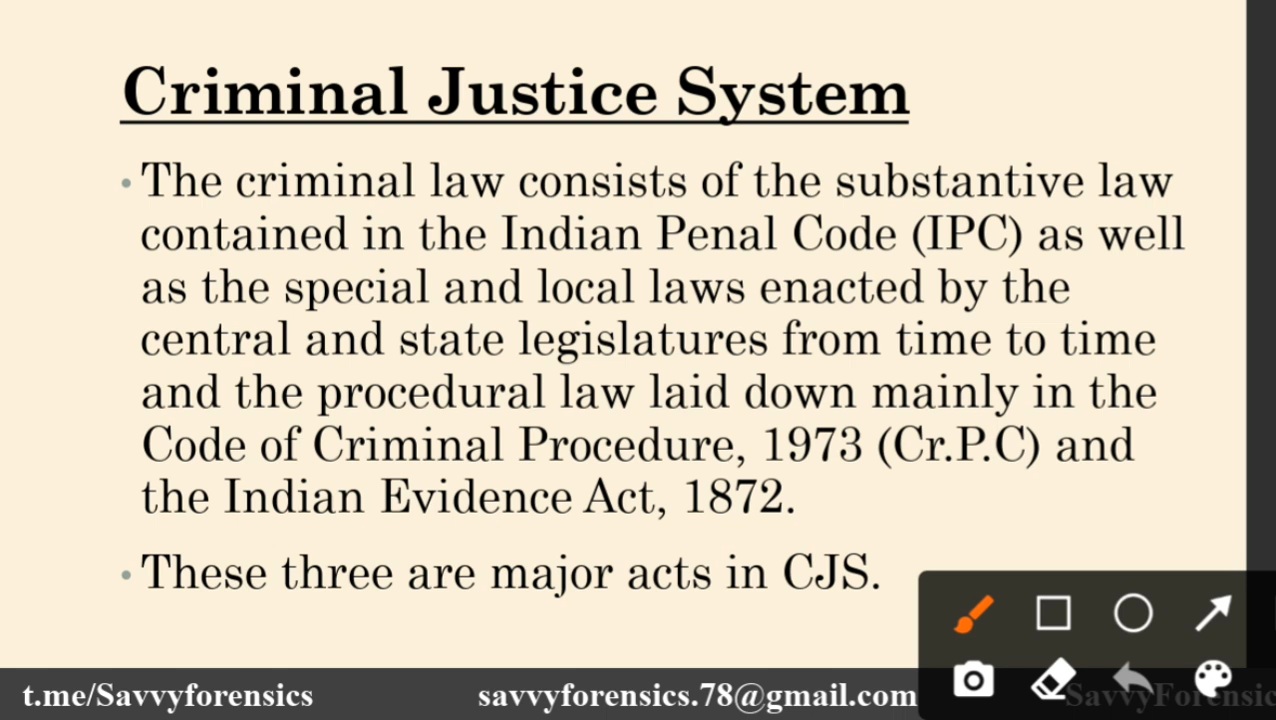 Criminal Justice System
• The criminal law consists of the substantive law
contained in the Indian Penal Code (IPC) as well
as the special and local laws enacted by the
central and state legislatures from time to time
and the procedural law laid down mainly in the
Code of Criminal Procedure, 1973 (Cr.P.C) and
the Indian Evidence Act, 1872.
• These three are major acts in CJS.
t.me/Savvyforensics savvyforensics.78@gmail.com SavvyForensic